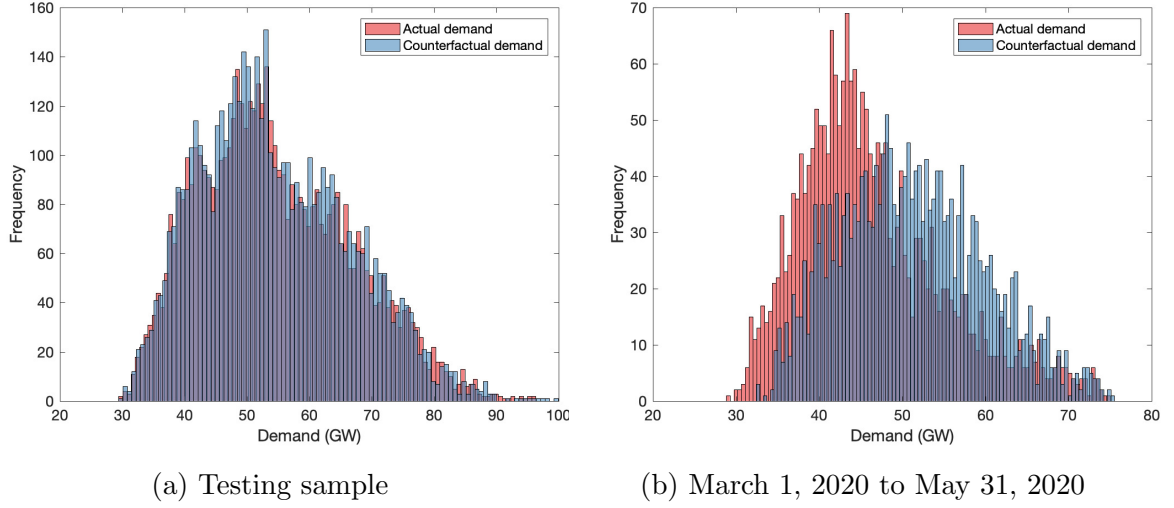 160
140
120
100
80
60
40
20
0
Frequency
Actual demand
Counterfactual demand
20 30 40 50 60 70 80 90 100
Demand (GW)
(a) Testing sample
70
60
50
40
30
20
10
0
Frequency
Actual demand
Counterfactual demand
20 30 40 50 60 70 80
Demand (GW)
(b) March 1, 2020 to May 31, 2020